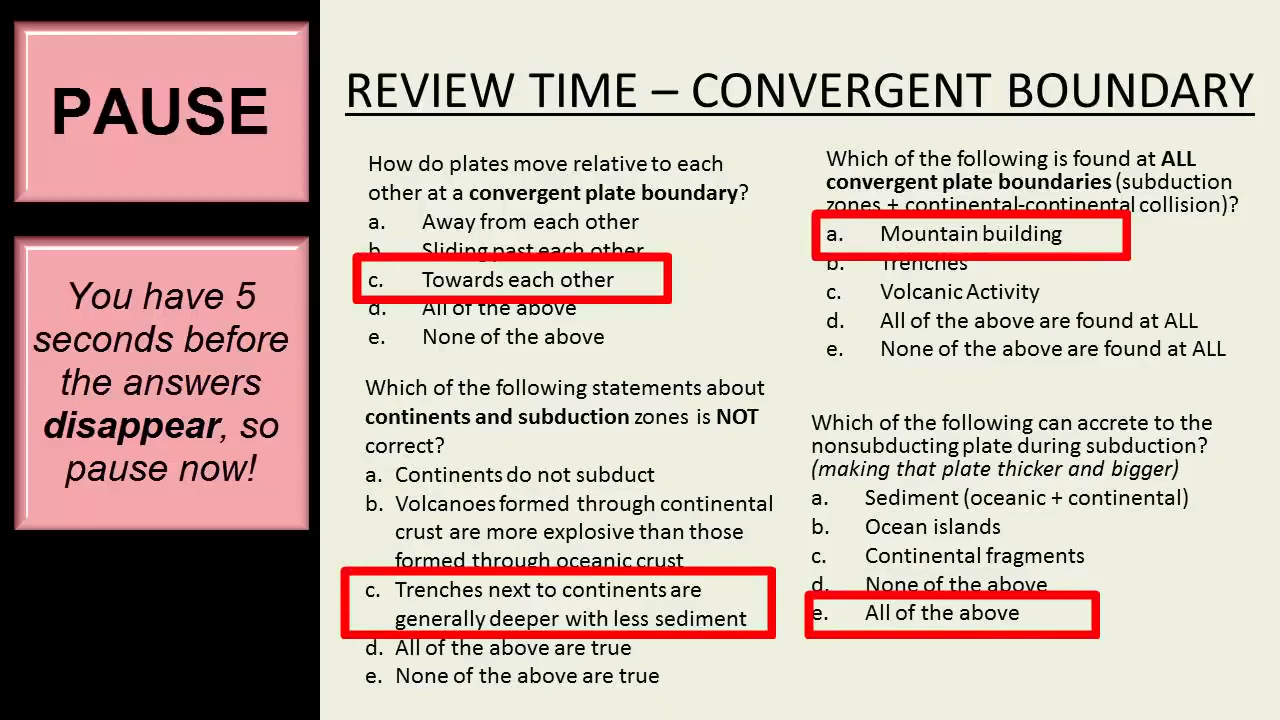 PAUSE
You have 5
seconds before
the answers
disappear, so
pause now!
REVIEW TIME – CONVERGENT BOUNDARY
How do plates move relative to each
other at a convergent plate boundary?
a. Away from each other
b. Sliding past each other
c. Towards each other
d. All of the above
e. None of the above
Which of the following statements about
continents and subduction zones is NOT
correct?
a. Continents do not subduct
b. Volcanoes formed through continental
crust are more explosive than those
formed through oceanic crust
c. Trenches next to continents are
generally deeper with less sediment
d. All of the above are true
e. None of the above are true
Which of the following is found at ALL
convergent plate boundaries (subduction
zones + continental-continental collision)?
a. Mountain building
b. Trenches
c. Volcanic Activity
d. All of the above are found at ALL
e. None of the above are found at ALL
Which of the following can accrete to the
nonsubducting plate during subduction?
(making that plate thicker and bigger)
a. Sediment (oceanic + continental)
b. Ocean islands
c. Continental fragments
d. None of the above
e. All of the above